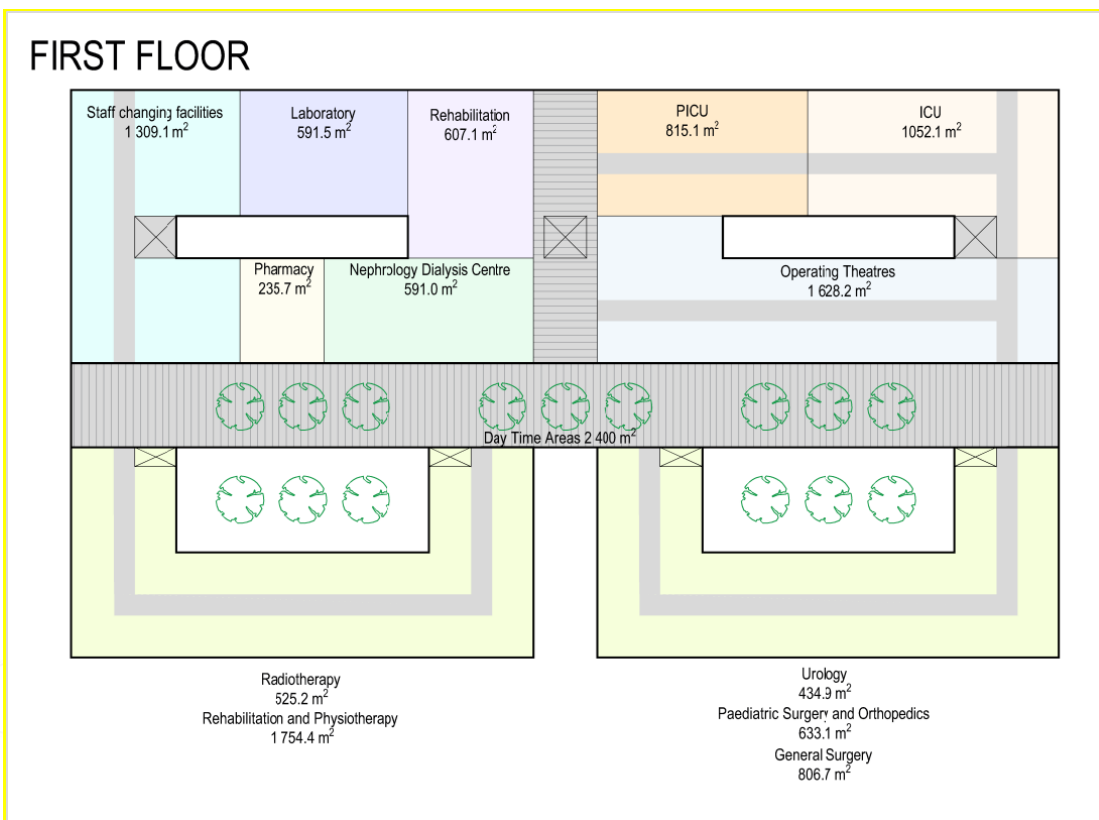 FIRST FLOOR
Staff changing facilities
1 309.1 m²
Laboratory
591.5 m²
Rehabilitation
607.1 m²
PICU
815.1 m²
ICU
1052.1 m²
Pharmacy
235.7 m²
Nephrology Dialysis Centre
591.0 m²
Operating Theatres
1 628.2 m²
Day Time Areas 2 400 m²
Radiotherapy
525.2 m²
Rehabilitation and Physiotherapy
1 754.4 m²
Urology
434.9 m²
Paediatric Surgery and Orthopedics
633.1 m²
General Surgery
806.7 m²